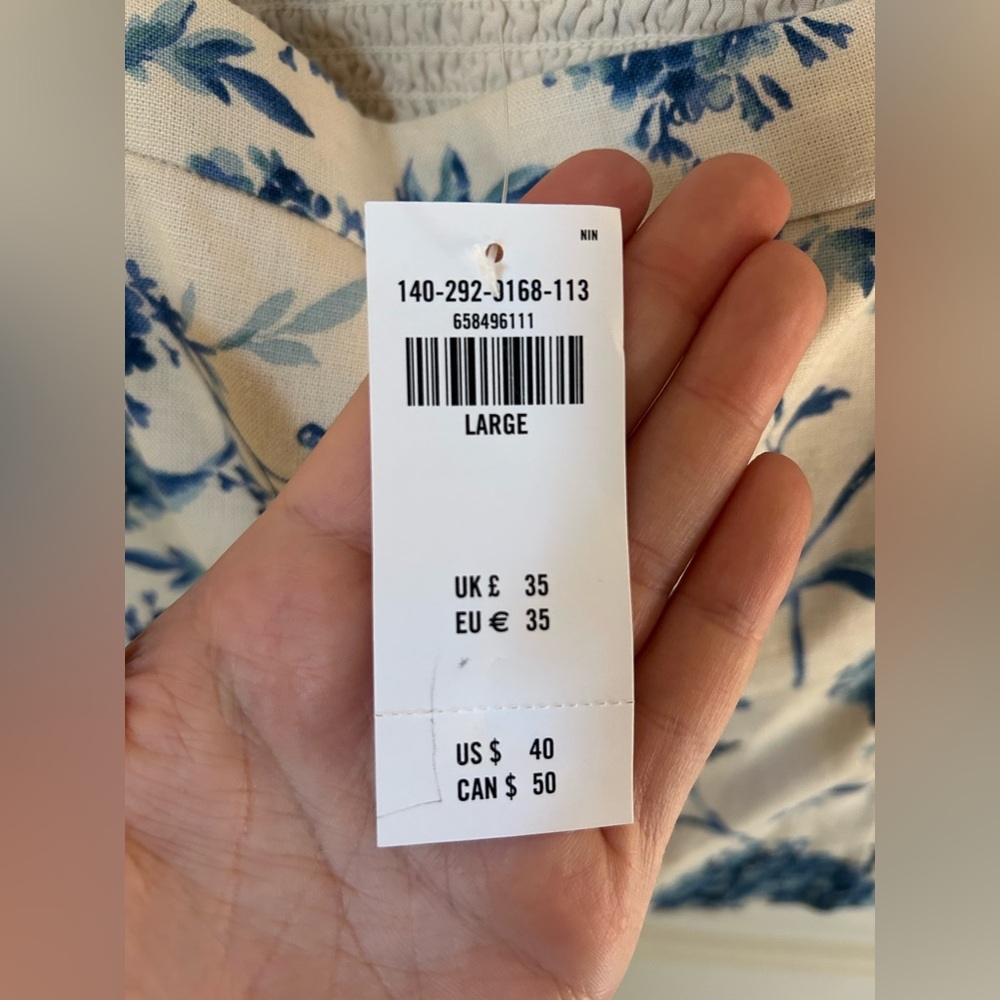 NIN
140-292-0168-113
658496111
LARGE
UK £ 35
EU € 35
US $ 40
CAN $ 50